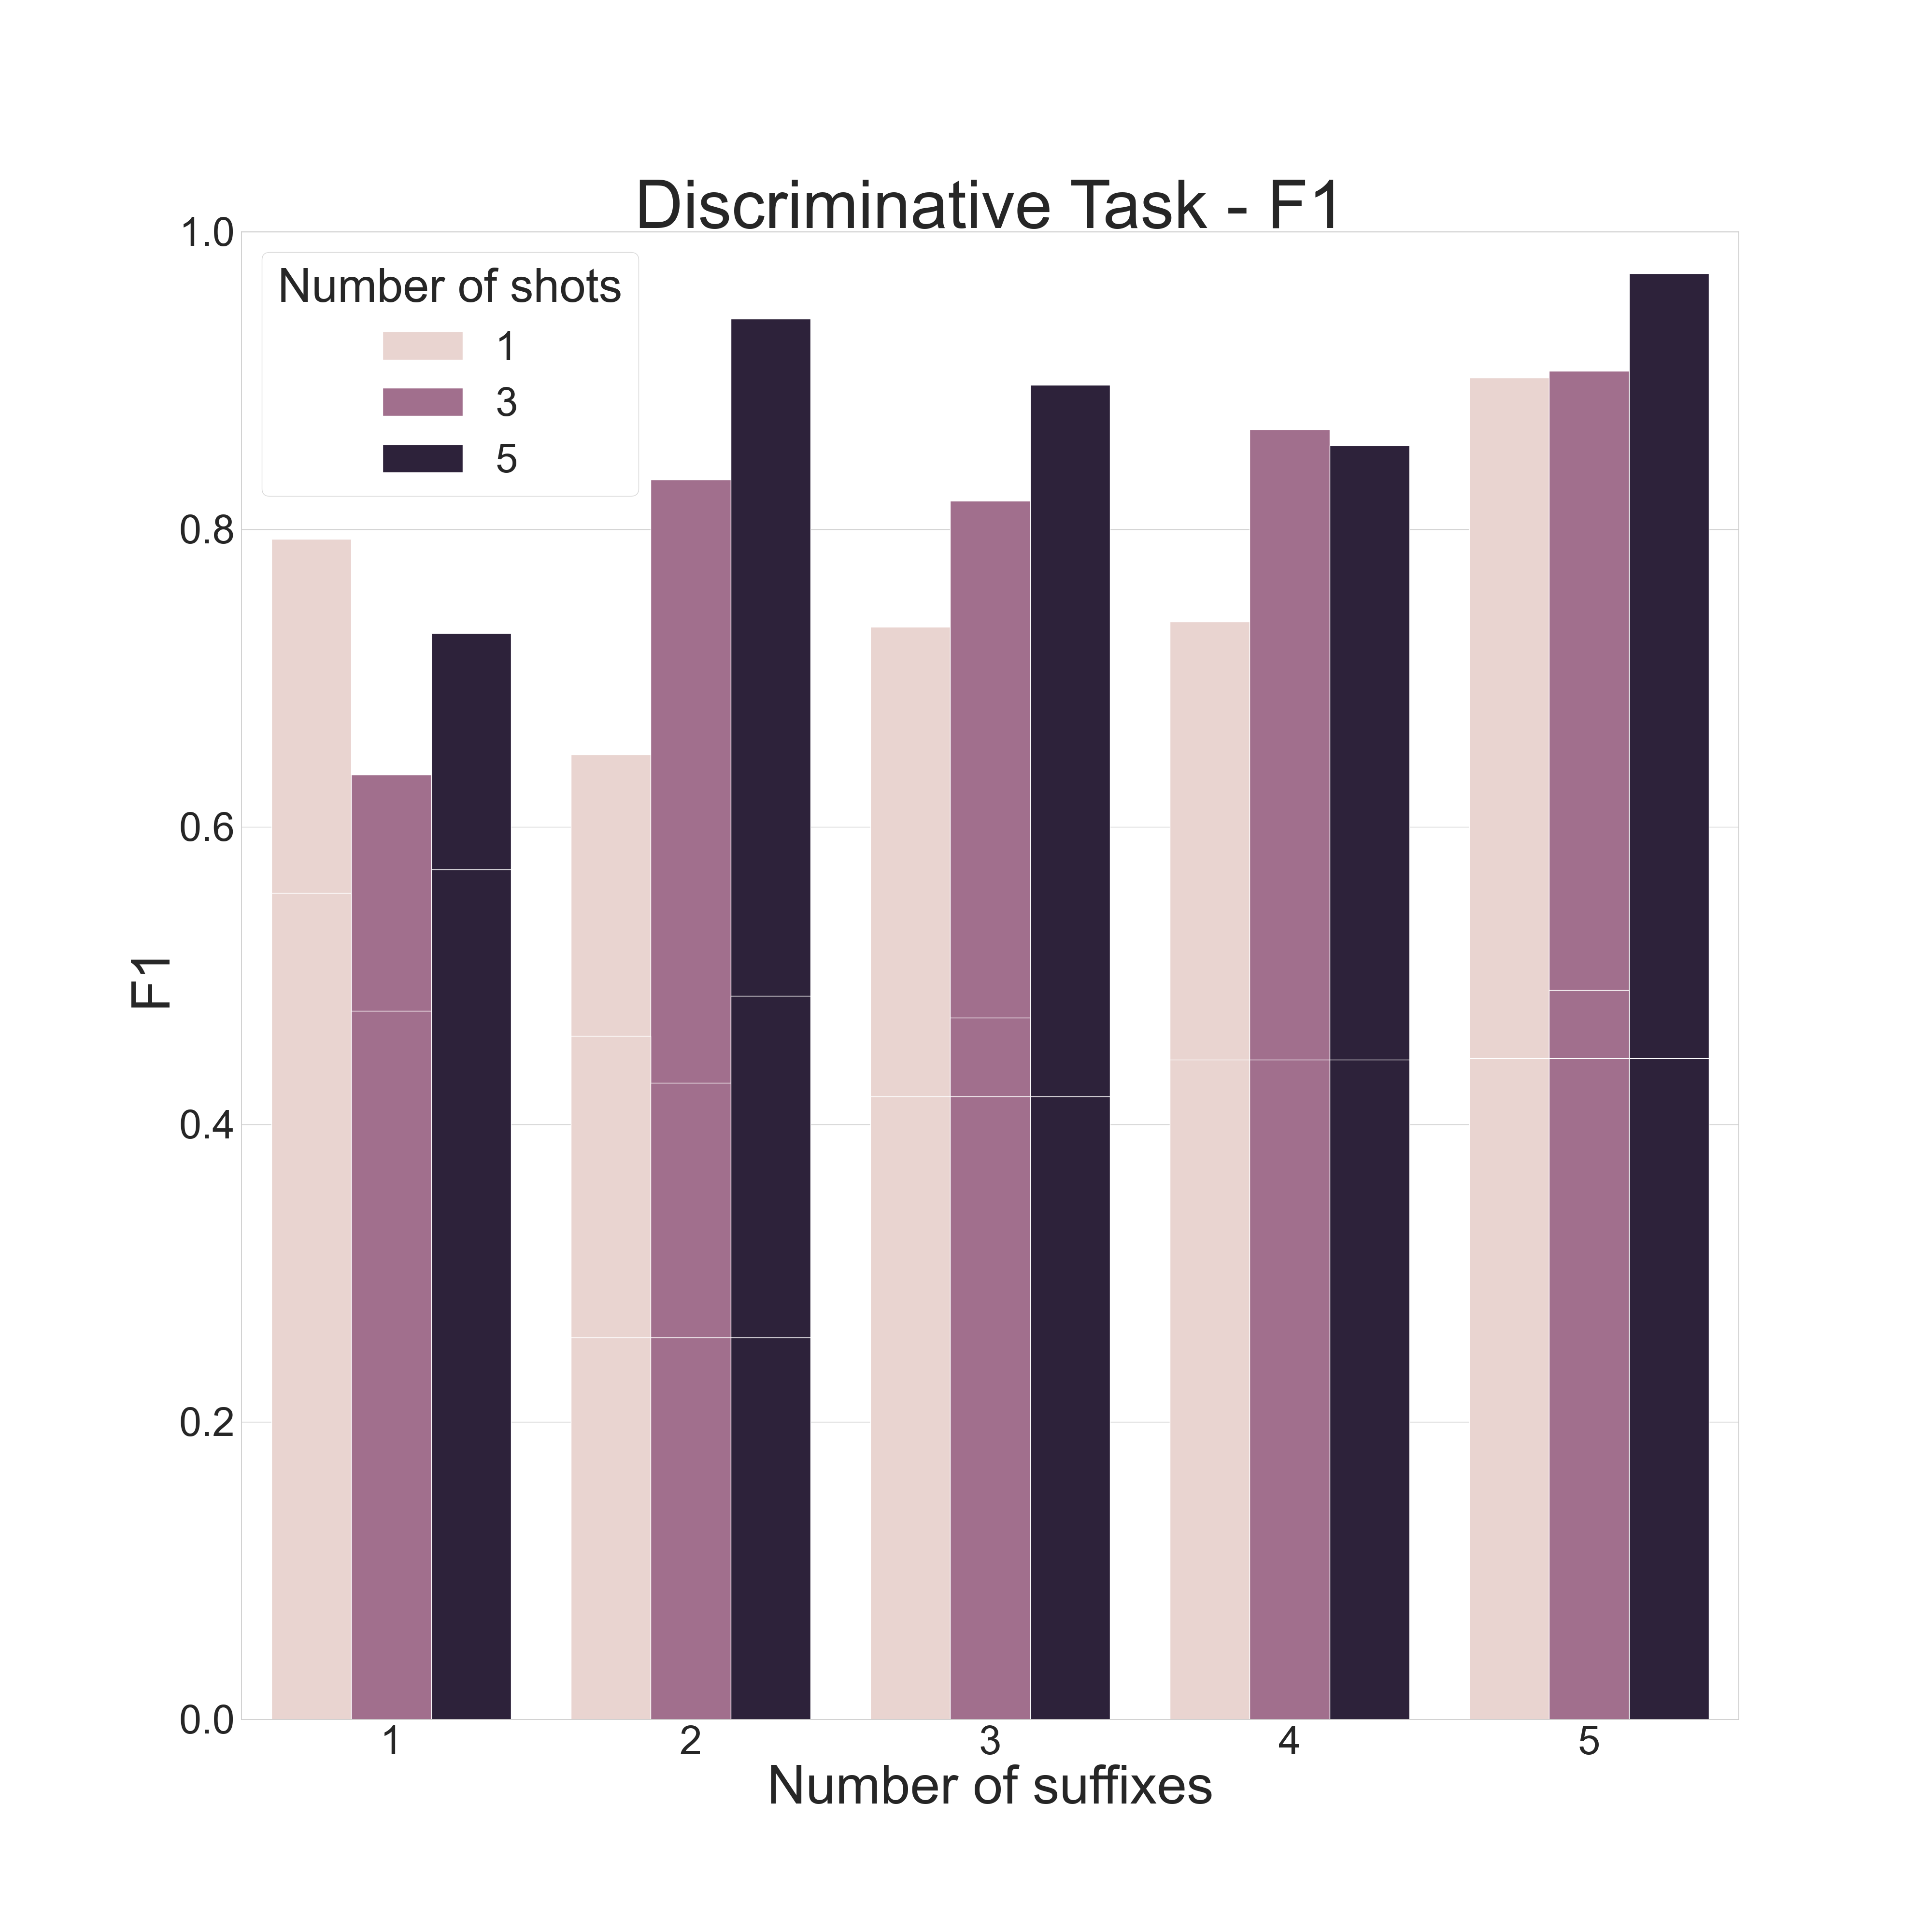 Discriminative Task - F1
1.0
Number of shots
1
3
5
0.8
0.6
F1
0.4
0.2
0.0
1 2 3 4 5
Number of suffixes